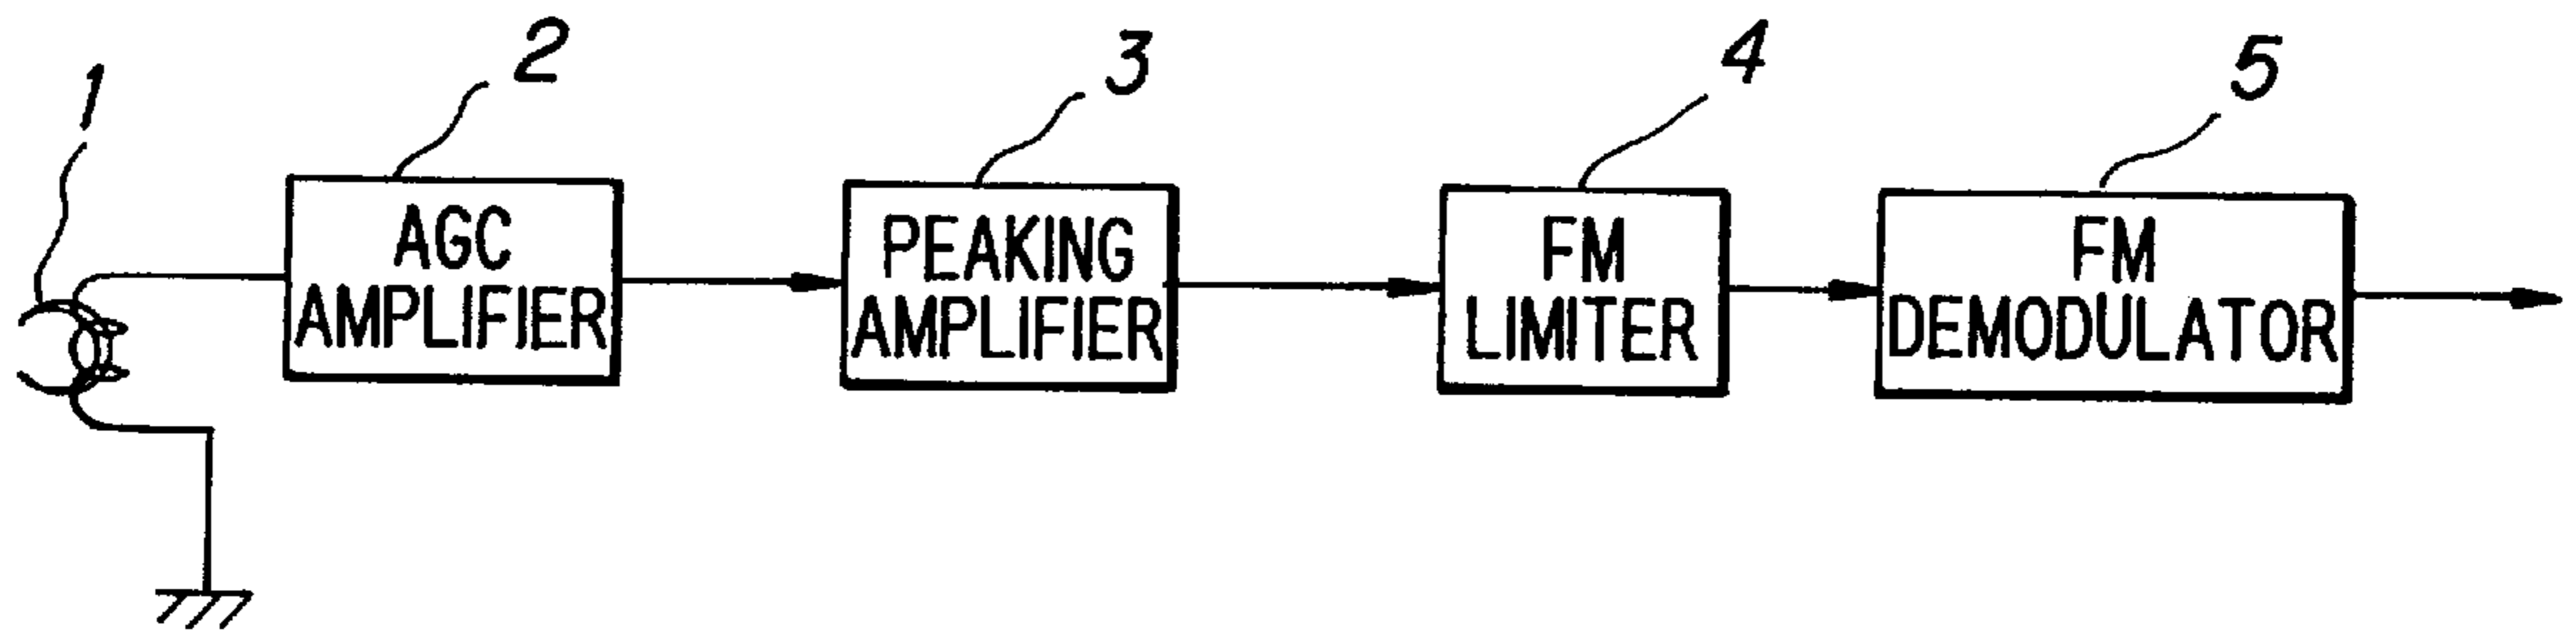 1
2
3
4
5
AGC
AMPLIFIER
PEAKING
AMPLIFIER
FM
LIMITER
FM
DEMODULATOR